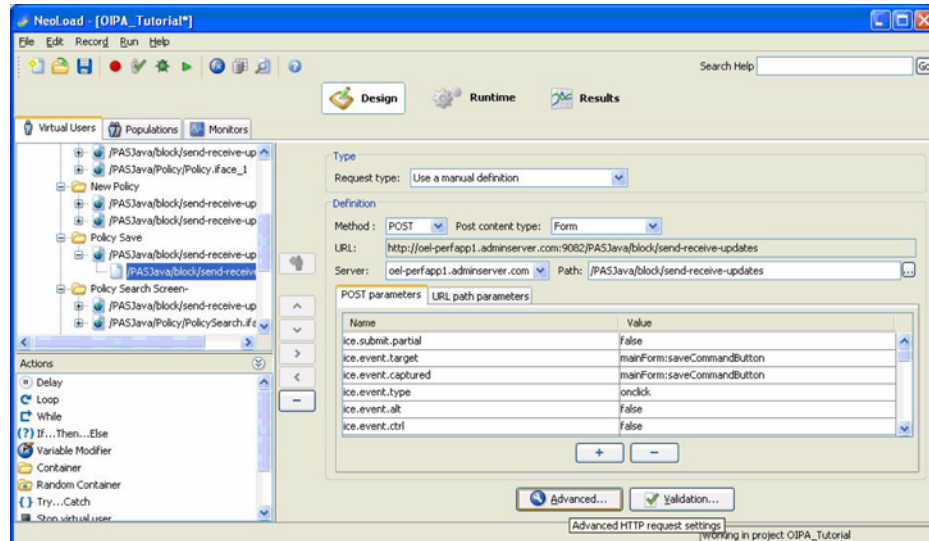 NeoLoad - [OIPA_Tutorial*]
File Edit Record Run Help
Search Help Go
Design Runtime Results
Virtual Users Populations Monitors
/PASJava/block/send-receive-up
/PASJava/Policy/Policy.iface_1
New Policy
/PASJava/block/send-receive-up
/PASJava/block/send-receive-up
Policy Save
/PASJava/block/send-receive-up
/PASJava/block/send-receive
Policy Search Screen-
/PASJava/block/send-receive-up
/PASJava/Policy/PolicySearch.ifa
Actions
Delay
Loop
While
(?) If...Then...Else
Variable Modifier
Container
Random Container
{} Try...Catch
Stop virtual user
Type
Request type: Use a manual definition
Definition
Method : POST Post content type: Form
URL: http://oel-perfapp1.adminserver.com:9082/PASJava/block/send-receive-updates
Server: oel-perfapp1.adminserver.com Path: /PASJava/block/send-receive-updates ...
POST parameters URL path parameters
Name Value
ice.submit.partial false
ice.event.target mainForm:saveCommandButton
ice.event.captured mainForm:saveCommandButton
ice.event.type onclick
ice.event.alt false
ice.event.ctrl false
+ -
Advanced... Validation...
Advanced HTTP request settings
Working in project OIPA_Tutorial